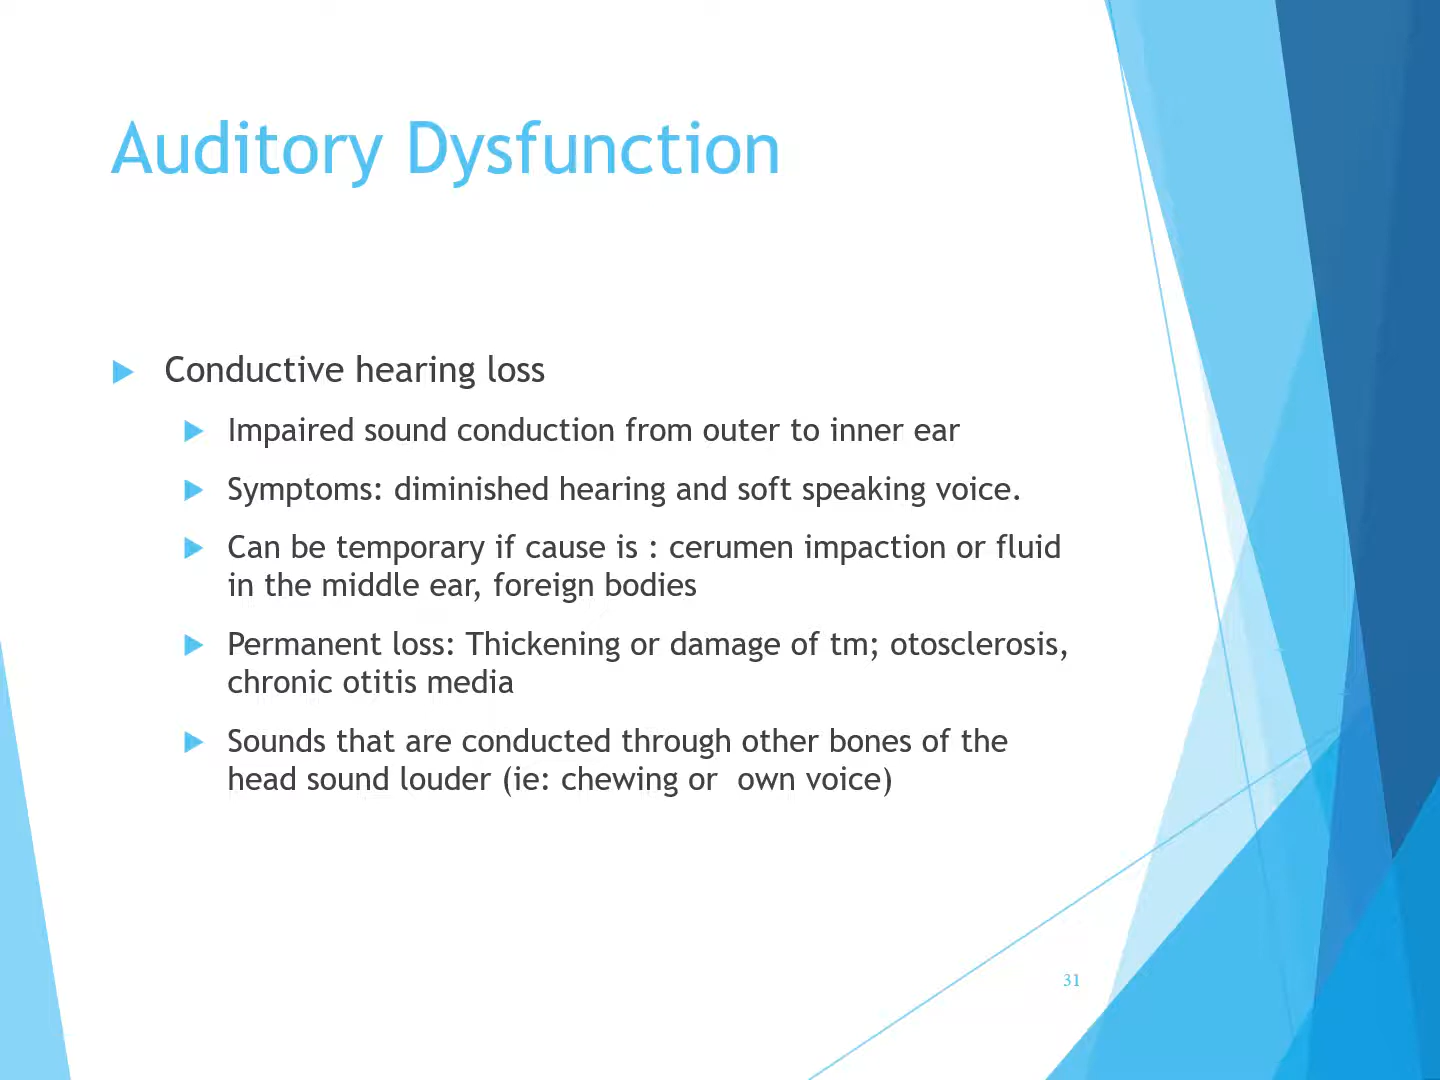 Auditory Dysfunction
Conductive hearing loss
Impaired sound conduction from outer to inner ear
Symptoms: diminished hearing and soft speaking voice.
Can be temporary if cause is : cerumen impaction or fluid
in the middle ear, foreign bodies
Permanent loss: Thickening or damage of tm; otosclerosis,
chronic otitis media
Sounds that are conducted through other bones of the
head sound louder (ie: chewing or  own voice)
31